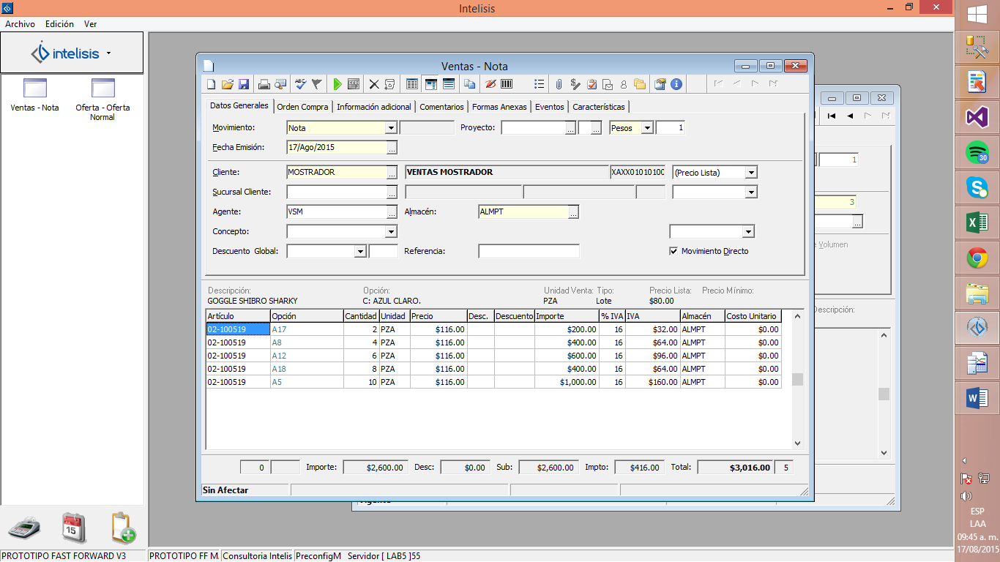 Intelisis
Archivo Edición Ver
intelisis
Ventas - Nota
Oferta - Oferta
Normal
Ventas - Nota
Datos Generales Orden Compra Información adicional Comentarios Formas Anexas Eventos Características
Movimiento: Nota Proyecto: Pesos 1
Fecha Emisión: 17/Ago/2015
Cliente: MOSTRADOR VENTAS MOSTRADOR XAXX01010100 (Precio Lista)
Sucursal Cliente:
Agente: VSM Almacén: ALMPT
Concepto:
Descuento Global: Referencia: Movimiento Directo
1
3
Volumen
Descripción:
Descripción: Opción: Unidad Venta: Tipo: Precio Lista: Precio Mínimo:
GOGGLE SHIBRO SHARKY C: AZUL CLARO. PZA Lote $80.00
Artículo Opción Cantidad Unidad Precio Desc. Descuento Importe % IVA IVA Almacén Costo Unitario
02-100519 A17 2 PZA $116.00 $200.00 16 $32.00 ALMPT $0.00
02-100519 A8 4 PZA $116.00 $400.00 16 $64.00 ALMPT $0.00
02-100519 A12 6 PZA $116.00 $600.00 16 $96.00 ALMPT $0.00
02-100519 A18 8 PZA $116.00 $400.00 16 $64.00 ALMPT $0.00
02-100519 A5 10 PZA $116.00 $1,000.00 16 $160.00 ALMPT $0.00
0 Importe: $2,600.00 Desc: $0.00 Sub: $2,600.00 Impto: $416.00 Total: $3,016.00 5
Sin Afectar
PROTOTIPO FAST FORWARD V3 PROTOTIPO FF M Consultoria Intelis PreconfigM Servidor [ LAB5 ]55
30
15
ESP
LAA
09:45 a. m.
17/08/2015